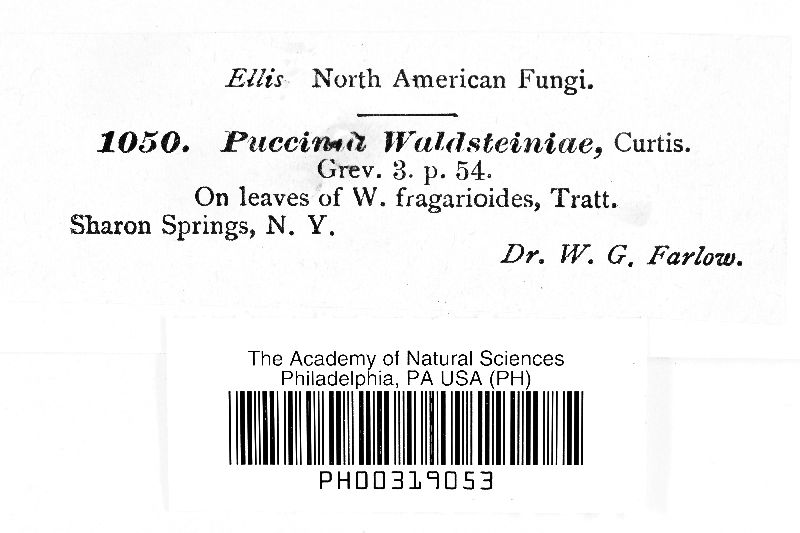 Ellis North American Fungi.
1050. Puccinia Waldsteiniae, Curtis.
Grev. 3. p. 54.
On leaves of W. fragarioides, Tratt.
Sharon Springs, N. Y.
Dr. W. G. Farlow.
The Academy of Natural Sciences
Philadelphia, PA USA (PH)
PH00319053